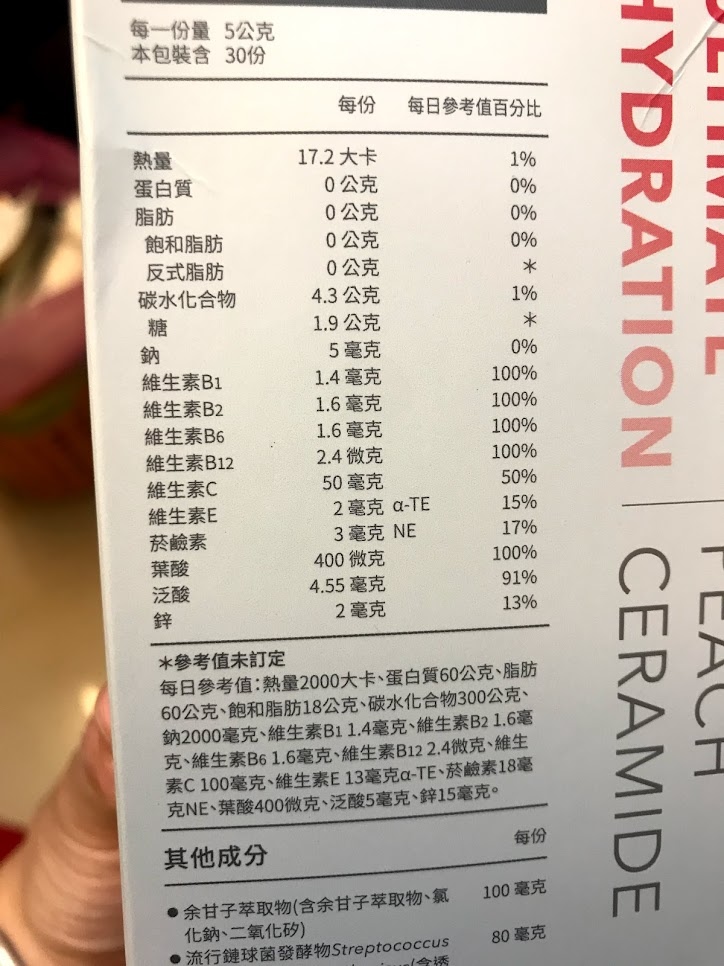 每一份量 5公克
本包裝含 30份
每份 每日參考值百分比
熱量 17.2 大卡 1%
蛋白質 0 公克 0%
脂肪 0 公克 0%
飽和脂肪 0 公克 0%
反式脂肪 0 公克 ＊
碳水化合物 4.3 公克 1%
糖 1.9 公克 ＊
鈉 5 毫克 0%
維生素B1 1.4 毫克 100%
維生素B2 1.6 毫克 100%
維生素B6 1.6 毫克 100%
維生素B12 2.4 微克 100%
維生素C 50 毫克 50%
維生素E 2 毫克 α-TE 15%
菸鹼素 3 毫克 NE 17%
葉酸 400 微克 100%
泛酸 4.55 毫克 91%
鋅 2 毫克 13%
＊參考值未訂定
每日參考值：熱量2000大卡、蛋白質60公克、脂肪
60公克、飽和脂肪18公克、碳水化合物300公克、
鈉2000毫克、維生素B1 1.4毫克、維生素B2 1.6毫
克、維生素B6 1.6毫克、維生素B12 2.4微克、維生
素C 100毫克、維生素E 13毫克α-TE、菸鹼素18毫
克NE、葉酸400微克、泛酸5毫克、鋅15毫克。
其他成分 每份
● 余甘子萃取物(含余甘子萃取物、氯 100 毫克
化鈉、二氧化矽)
● 流行鏈球菌發酵物Streptococcus 80 毫克
HYDRATION
PEACH
CERAMIDE